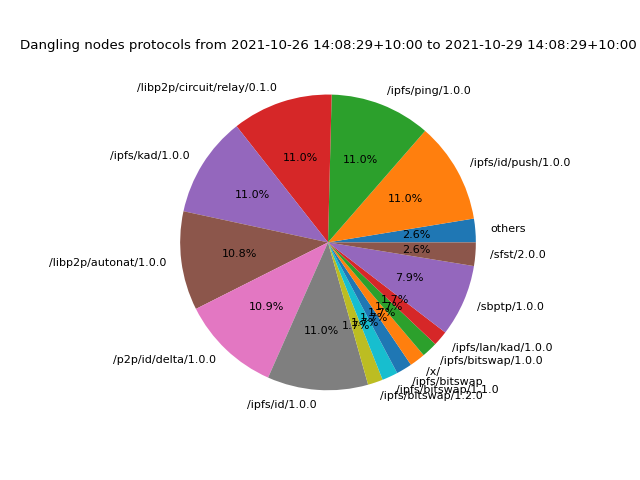 Dangling nodes protocols from 2021-10-26 14:08:29+10:00 to 2021-10-29 14:08:29+10:00
/libp2p/circuit/relay/0.1.0
/ipfs/ping/1.0.0
/ipfs/kad/1.0.0
/ipfs/id/push/1.0.0
11.0%
11.0%
11.0%
11.0%
others
2.6%
/libp2p/autonat/1.0.0
10.8%
2.6%
/sfst/2.0.0
7.9%
10.9%
1.7%
/sbptp/1.0.0
1.7%
1.7%
1.7%
1.7%
1.7%
11.0%
/ipfs/lan/kad/1.0.0
/p2p/id/delta/1.0.0
/ipfs/bitswap/1.0.0
/x/
/ipfs/bitswap
/ipfs/bitswap/1.1.0
/ipfs/bitswap/1.2.0
/ipfs/id/1.0.0